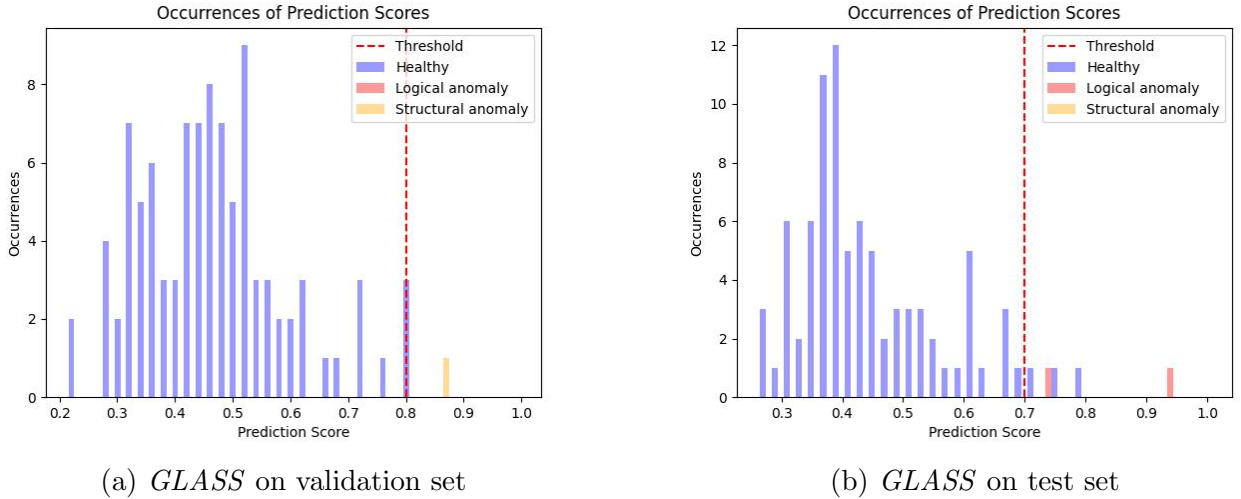 Occurrences of Prediction Scores
Threshold
Healthy
Logical anomaly
Structural anomaly
8
6
4
2
0
Occurrences
0.2 0.3 0.4 0.5 0.6 0.7 0.8 0.9 1.0
Prediction Score
(a) GLASS on validation set
Occurrences of Prediction Scores
Threshold
Healthy
Logical anomaly
Structural anomaly
12
10
8
6
4
2
0
Occurrences
0.3 0.4 0.5 0.6 0.7 0.8 0.9 1.0
Prediction Score
(b) GLASS on test set